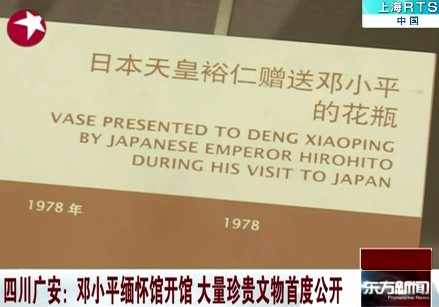 上海RTS
中国
日本天皇裕仁赠送邓小平
的花瓶
VASE PRESENTED TO DENG XIAOPING
BY JAPANESE EMPEROR HIROHITO
DURING HIS VISIT TO JAPAN
1978 年
1978
四川广安：邓小平缅怀馆开馆 大量珍贵文物首度公开
东方新闻